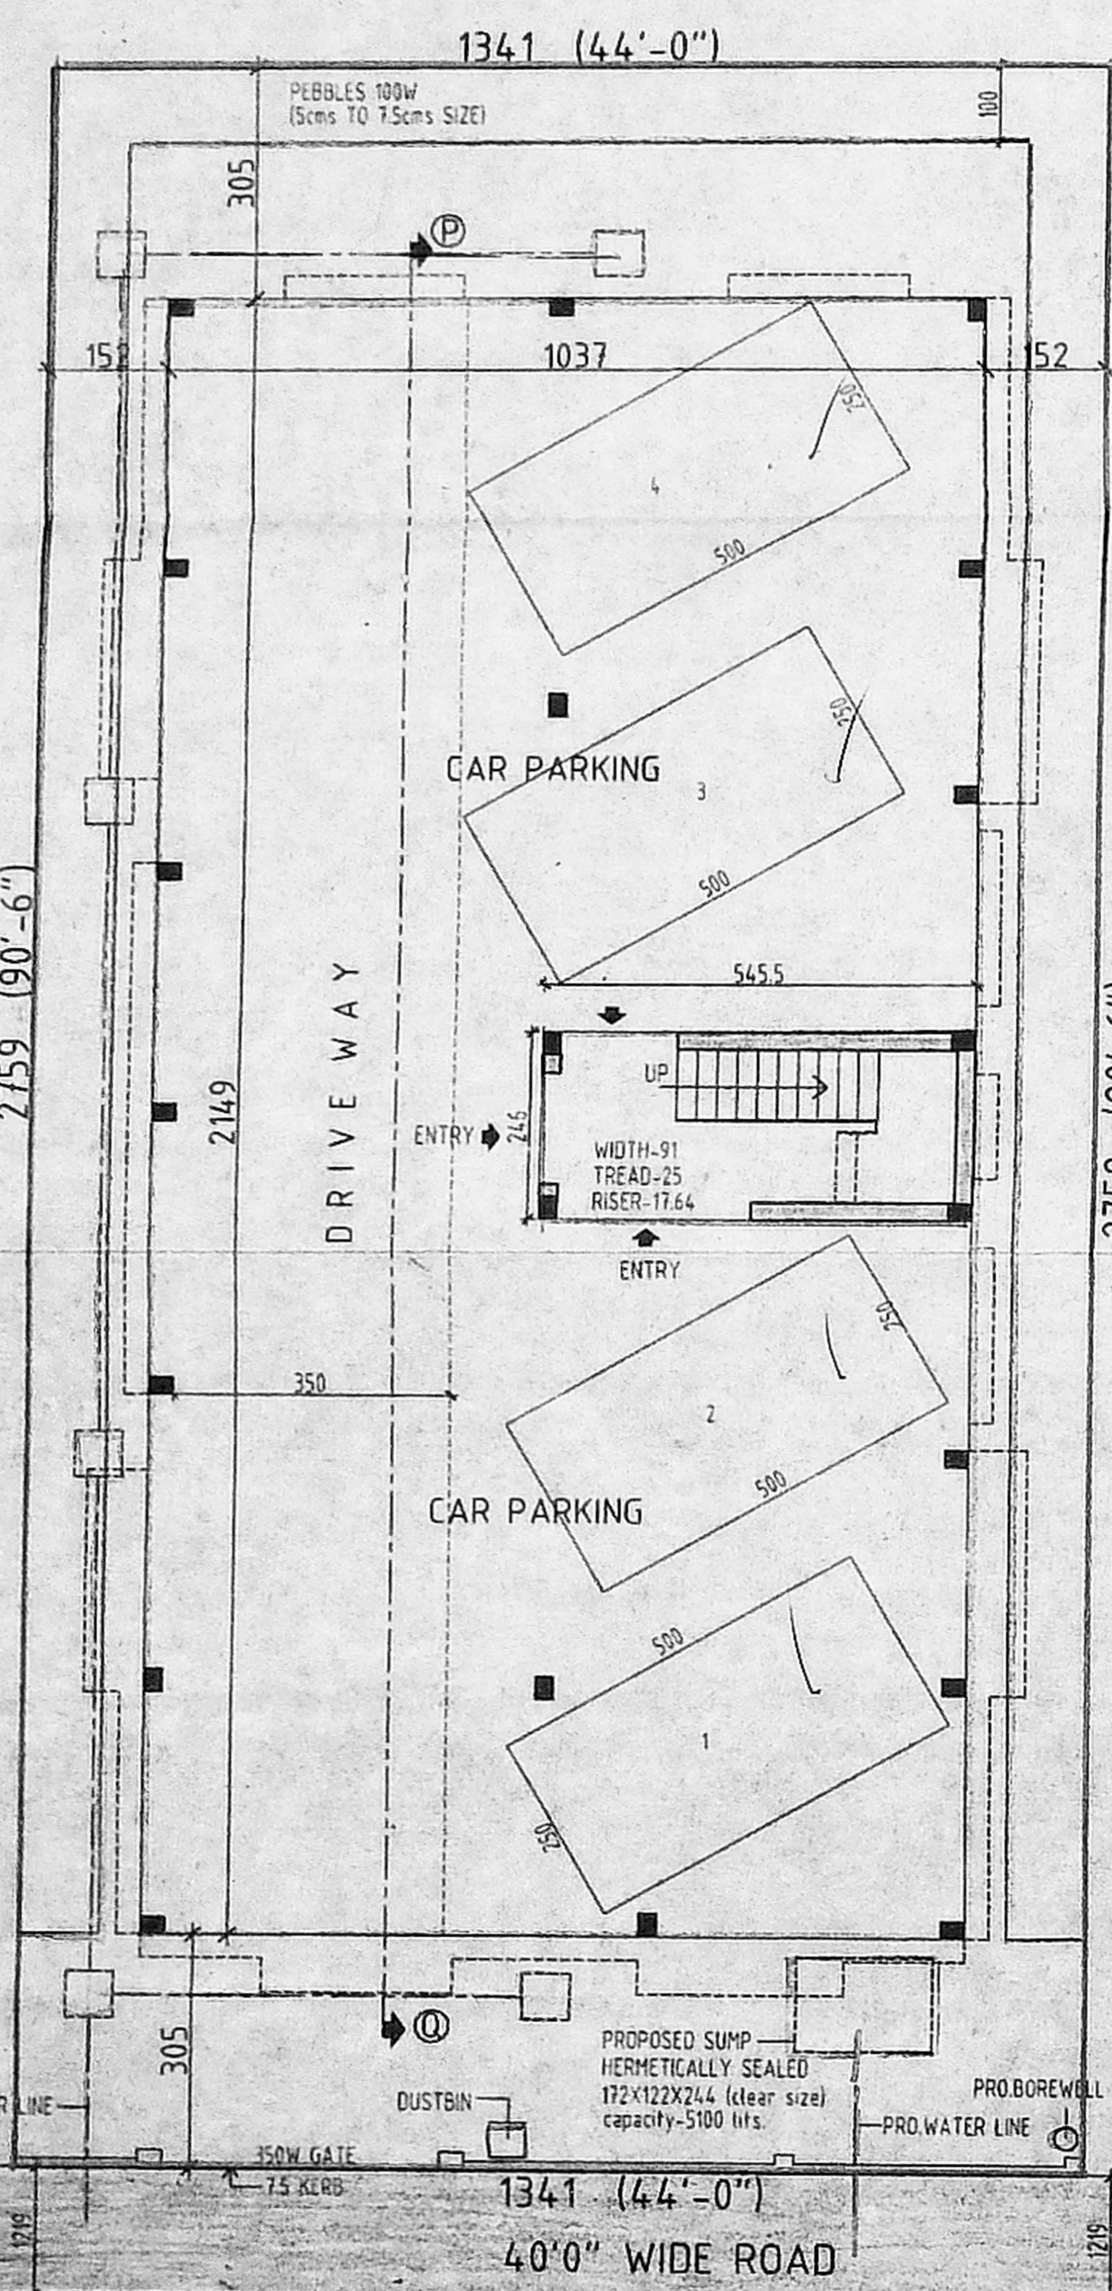 1341 (44'-0")
PEBBLES 100W
(5cms TO 7.5cms SIZE)
100
305
P
152
1037
152
250
4
500
250
CAR PARKING
3
500
2759 (90'-6")
545.5
DRIVE WAY
2149
UP
ENTRY
246
WIDTH-91
TREAD-25
RISER-17.64
ENTRY
250
350
2
500
CAR PARKING
500
1
250
Q
305
PROPOSED SUMP
HERMETICALLY SEALED
172X122X244 (clear size)
capacity-5100 lits.
PRO.BOREWELL
DUSTBIN
LINE
PRO.WATER LINE
350W GATE
7.5 KERB
1341 (44'-0")
1219
1219
40'0" WIDE ROAD